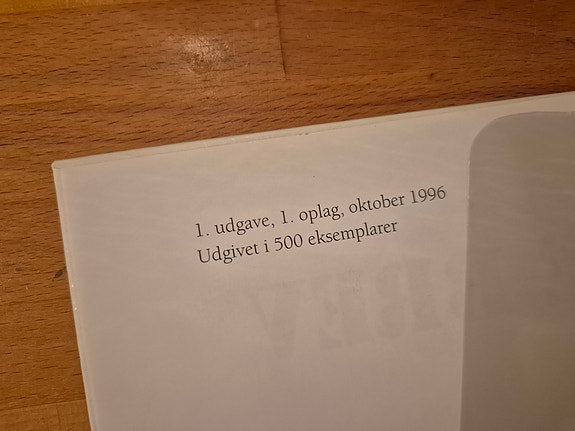 1. udgave, 1. oplag, oktober 1996
Udgivet i 500 eksemplarer